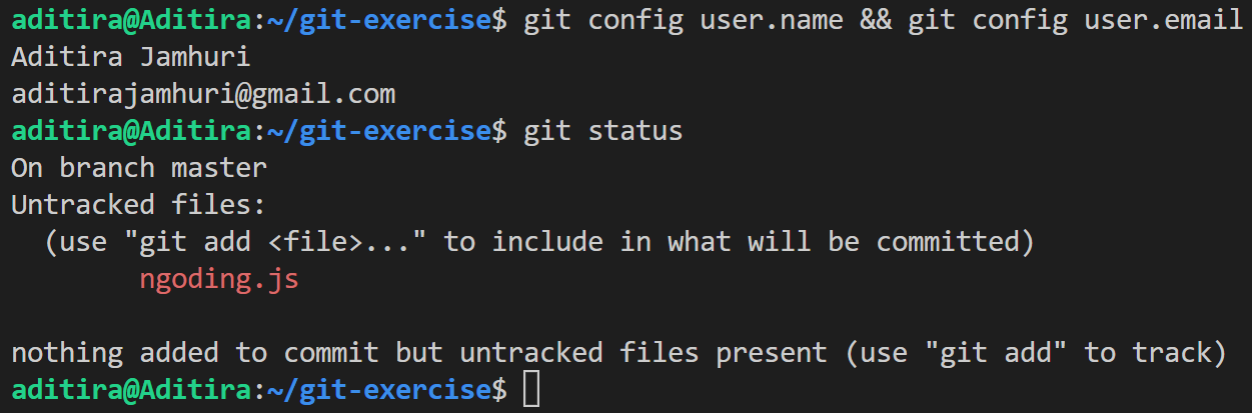 aditira@Aditira:~/git-exercise$ git config user.name && git config user.email
Aditira Jamhuri
aditirajamhuri@gmail.com
aditira@Aditira:~/git-exercise$ git status
On branch master
Untracked files:
  (use "git add <file>..." to include in what will be committed)
        ngoding.js

nothing added to commit but untracked files present (use "git add" to track)
aditira@Aditira:~/git-exercise$